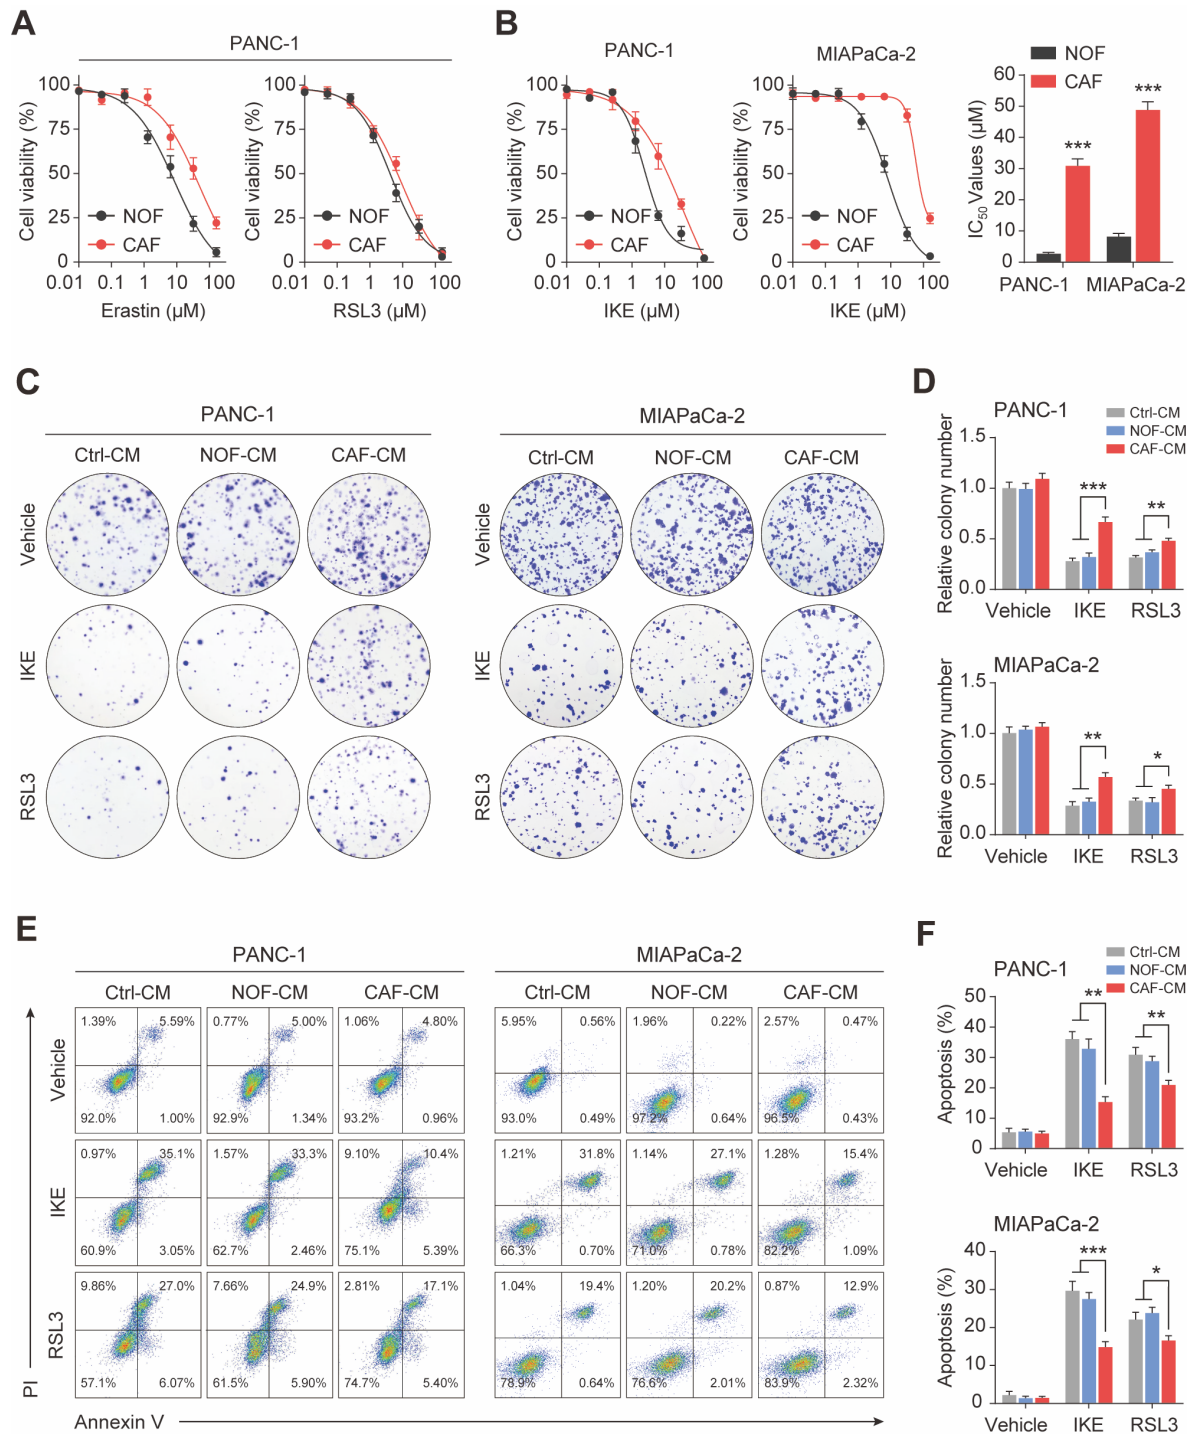 A
PANC-1
Cell viability (%)
100
75
50
25
0
NOF
CAF
0.01 0.1 1 10 100
Erastin (µM)
Cell viability (%)
100
75
50
25
0
NOF
CAF
0.01 0.1 1 10 100
RSL3 (µM)
B
PANC-1
Cell viability (%)
100
75
50
25
0
NOF
CAF
0.01 0.1 1 10 100
IKE (µM)
MIAPaCa-2
Cell viability (%)
100
75
50
25
0
NOF
CAF
0.01 0.1 1 10 100
IKE (µM)
NOF
CAF
IC50 Values (µM)
60
50
40
30
20
10
0
***
***
PANC-1 MIAPaCa-2
C
PANC-1
Ctrl-CM NOF-CM CAF-CM
Vehicle
IKE
RSL3
MIAPaCa-2
Ctrl-CM NOF-CM CAF-CM
Vehicle
IKE
RSL3
D
PANC-1
Ctrl-CM
NOF-CM
CAF-CM
Relative colony number
1.5
1.0
0.5
0.0
***
**
Vehicle IKE RSL3
MIAPaCa-2
Relative colony number
1.5
1.0
0.5
0.0
**
*
Vehicle IKE RSL3
E
PANC-1
Ctrl-CM NOF-CM CAF-CM
Vehicle
1.39% 5.59% 0.77% 5.00% 1.06% 4.80%
92.0% 1.00% 92.9% 1.34% 93.2% 0.96%
IKE
0.97% 35.1% 1.57% 33.3% 9.10% 10.4%
60.9% 3.05% 62.7% 2.46% 75.1% 5.39%
RSL3
9.86% 27.0% 7.66% 24.9% 2.81% 17.1%
57.1% 6.07% 61.5% 5.90% 74.7% 5.40%
MIAPaCa-2
Ctrl-CM NOF-CM CAF-CM
5.95% 0.56% 1.96% 0.22% 2.57% 0.47%
93.0% 0.49% 97.2% 0.64% 96.5% 0.43%
1.21% 31.8% 1.14% 27.1% 1.28% 15.4%
66.3% 0.70% 71.0% 0.78% 82.2% 1.09%
1.04% 19.4% 1.20% 20.2% 0.87% 12.9%
78.9% 0.64% 76.6% 2.01% 83.9% 2.32%
PI
Annexin V
F
PANC-1
Ctrl-CM
NOF-CM
CAF-CM
Apoptosis (%)
50
40
30
20
10
0
**
**
Vehicle IKE RSL3
MIAPaCa-2
Apoptosis (%)
40
30
20
10
0
***
*
Vehicle IKE RSL3